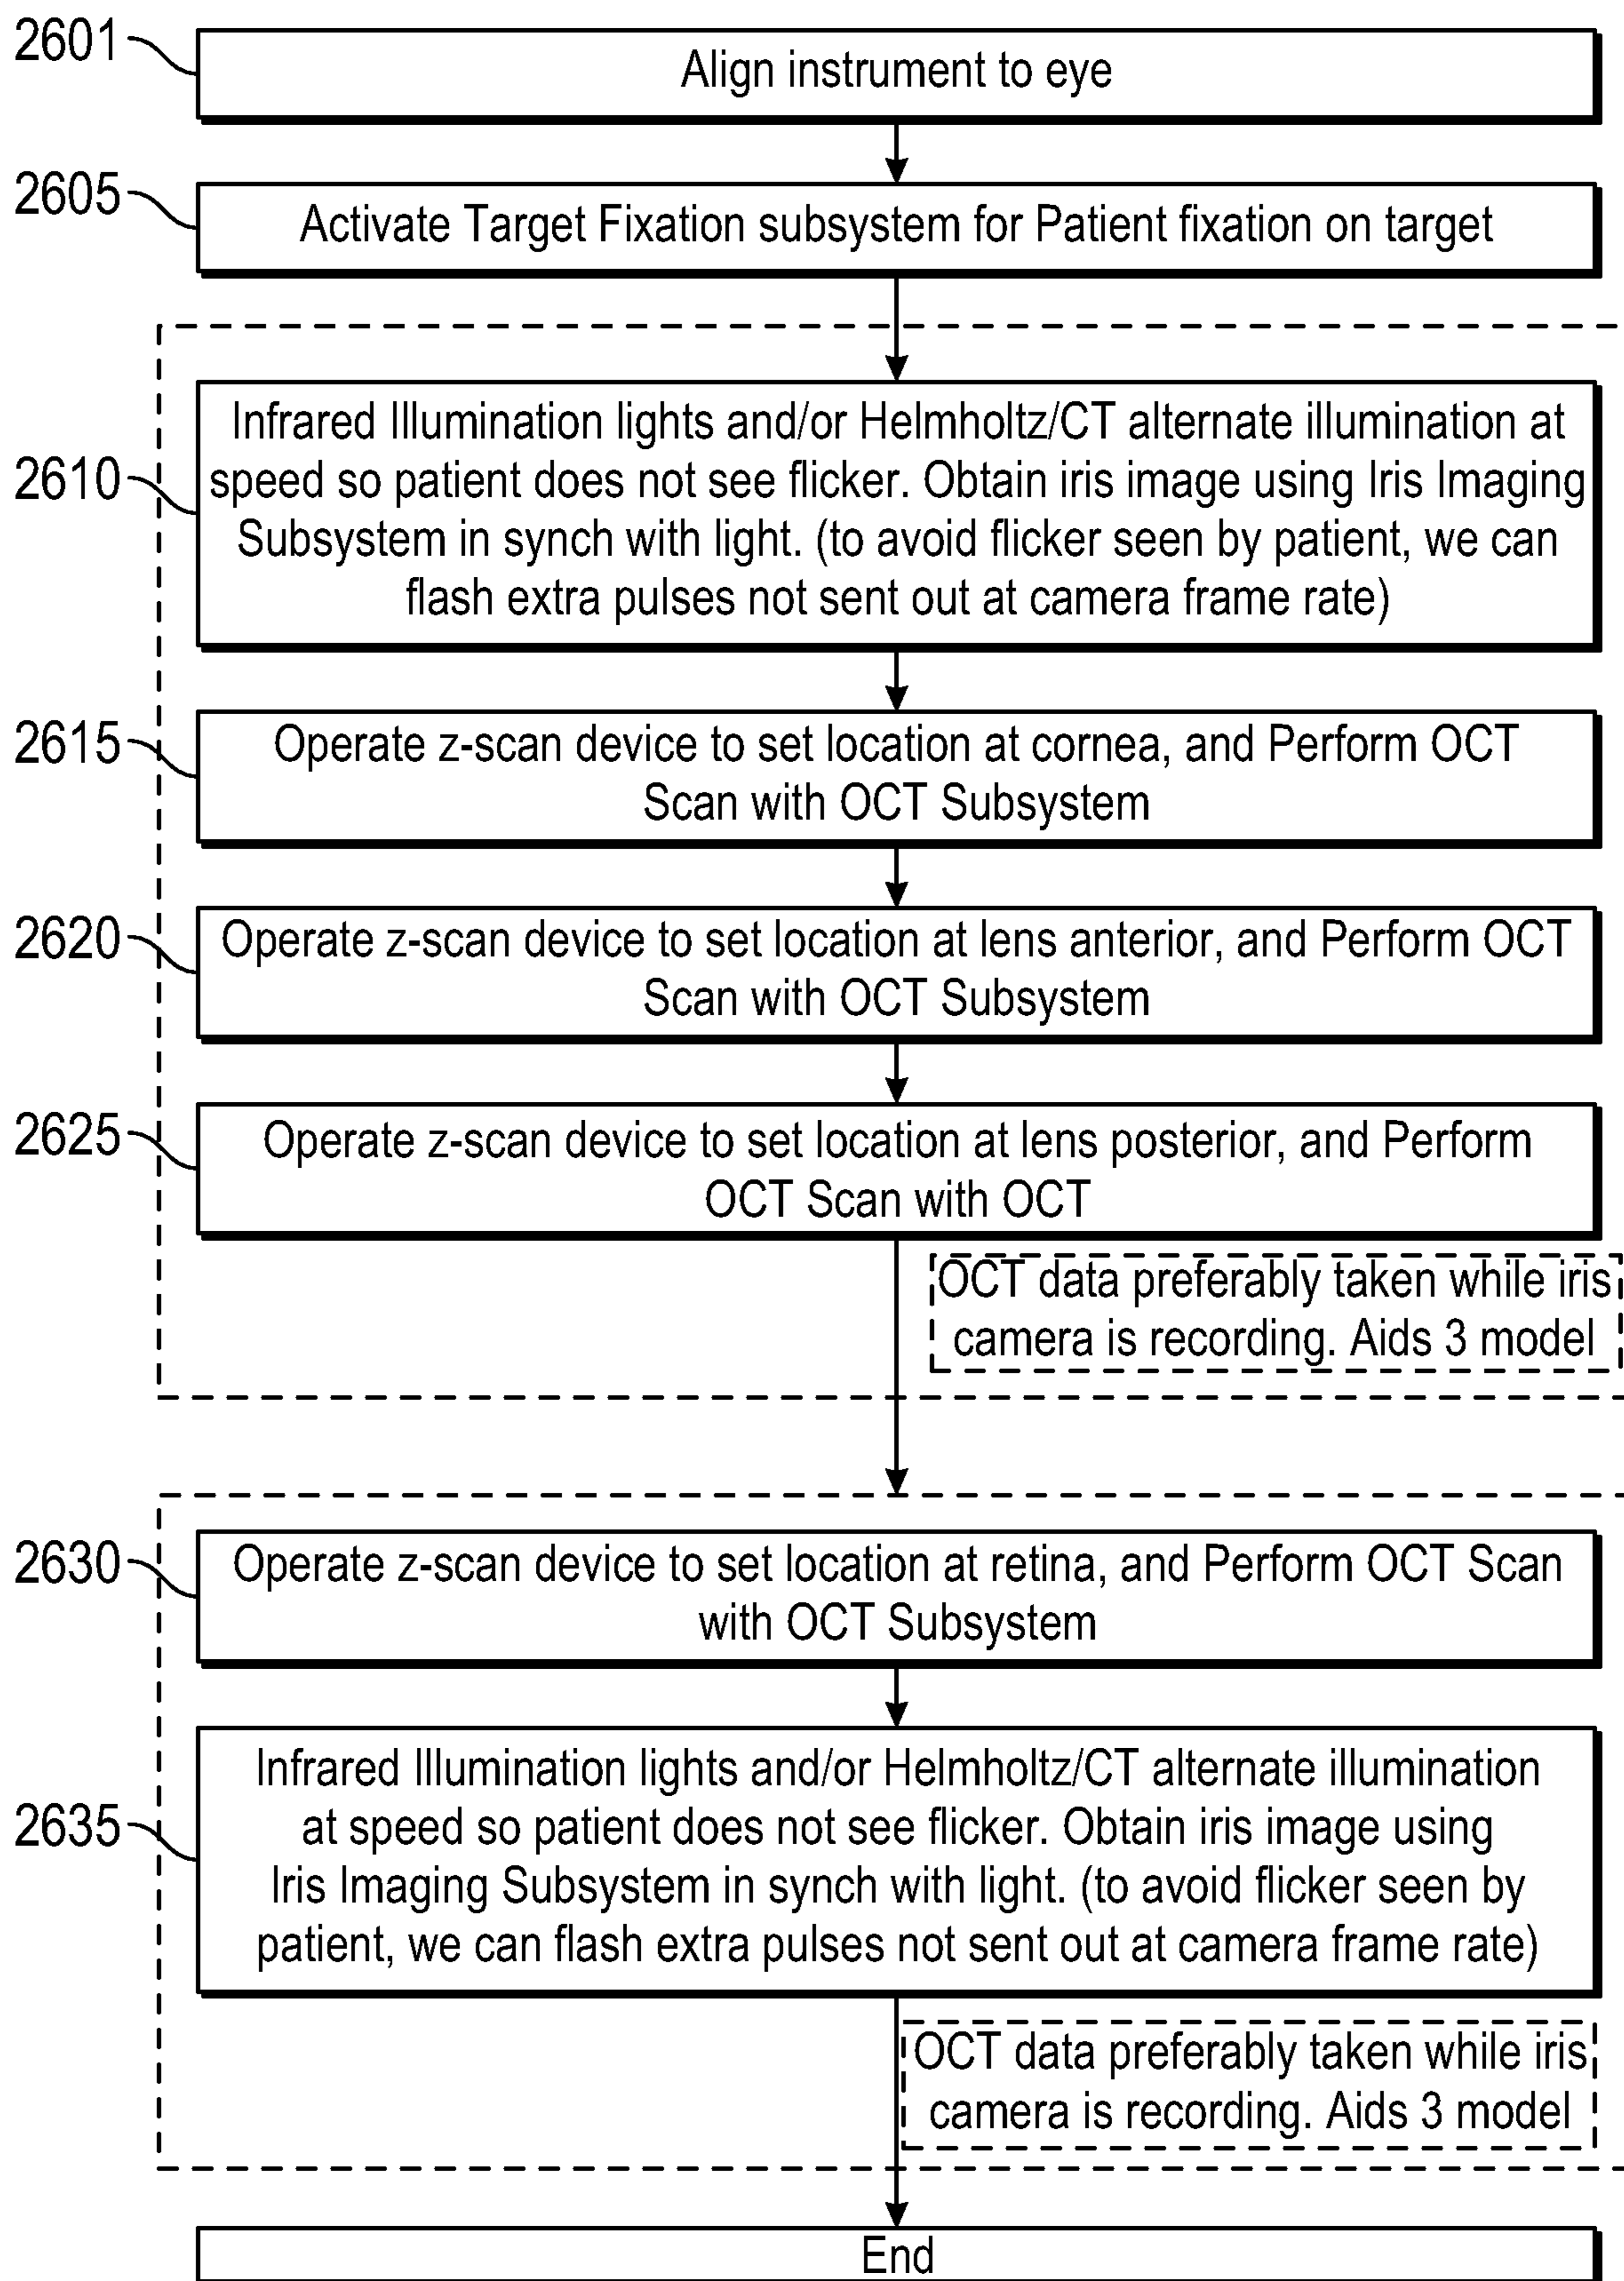 2601
Align instrument to eye
2605
Activate Target Fixation subsystem for Patient fixation on target
2610
Infrared Illumination lights and/or Helmholtz/CT alternate illumination at
speed so patient does not see flicker. Obtain iris image using Iris Imaging
Subsystem in synch with light. (to avoid flicker seen by patient, we can
flash extra pulses not sent out at camera frame rate)
2615
Operate z-scan device to set location at cornea, and Perform OCT
Scan with OCT Subsystem
2620
Operate z-scan device to set location at lens anterior, and Perform OCT
Scan with OCT Subsystem
2625
Operate z-scan device to set location at lens posterior, and Perform
OCT Scan with OCT
OCT data preferably taken while iris
camera is recording. Aids 3 model
2630
Operate z-scan device to set location at retina, and Perform OCT Scan
with OCT Subsystem
2635
Infrared Illumination lights and/or Helmholtz/CT alternate illumination
at speed so patient does not see flicker. Obtain iris image using
Iris Imaging Subsystem in synch with light. (to avoid flicker seen by
patient, we can flash extra pulses not sent out at camera frame rate)
OCT data preferably taken while iris
camera is recording. Aids 3 model
End